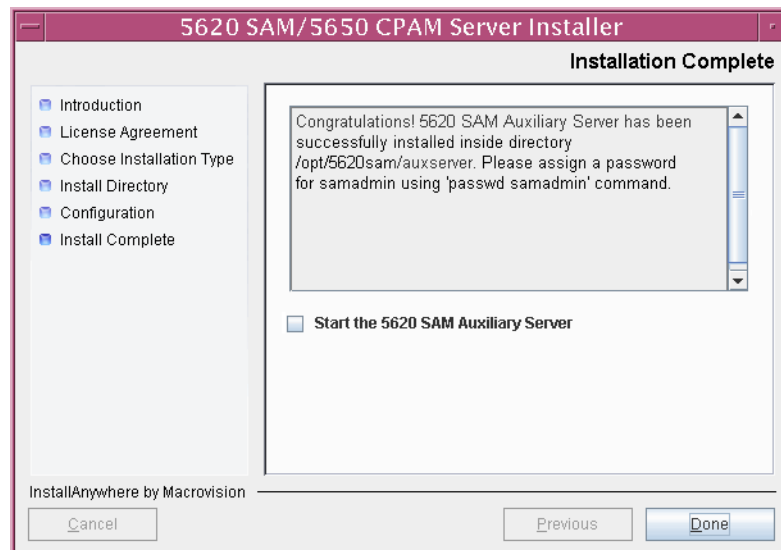 5620 SAM/5650 CPAM Server Installer
Installation Complete
Introduction
License Agreement
Choose Installation Type
Install Directory
Configuration
Install Complete
Congratulations! 5620 SAM Auxiliary Server has been
successfully installed inside directory
/opt/5620sam/auxserver. Please assign a password
for samadmin using 'passwd samadmin' command.
Start the 5620 SAM Auxiliary Server
InstallAnywhere by Macrovision
Cancel
Previous
Done